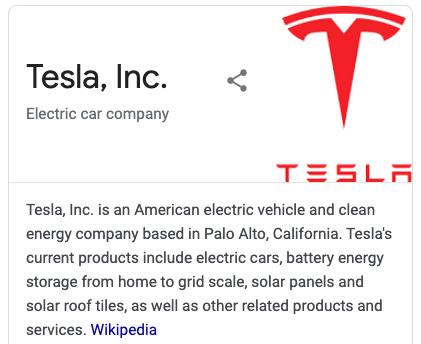 Tesla, Inc.
Electric car company
TESLA
Tesla, Inc. is an American electric vehicle and clean
energy company based in Palo Alto, California. Tesla's
current products include electric cars, battery energy
storage from home to grid scale, solar panels and
solar roof tiles, as well as other related products and
services. Wikipedia